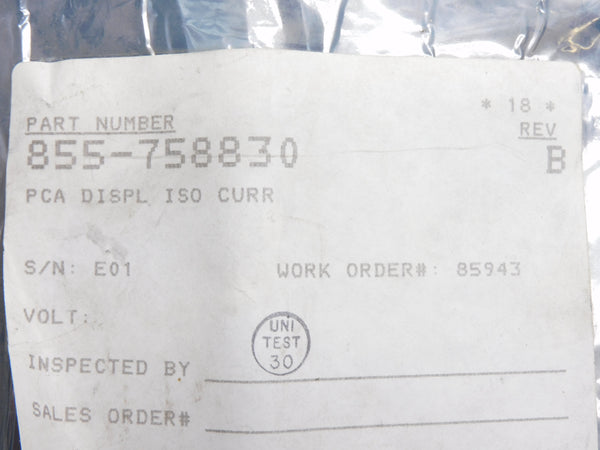 * 18 *
PART NUMBER REV
855-758830 B
PCA DISPL ISO CURR
S/N: E01 WORK ORDER#: 85943
VOLT:
UNI
TEST
30
INSPECTED BY
SALES ORDER#